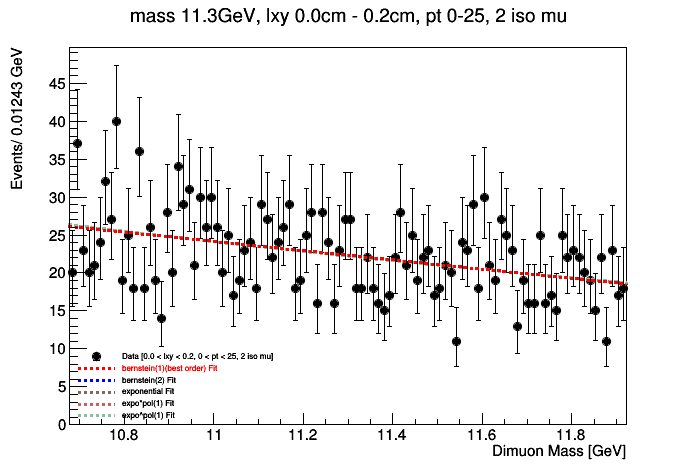 mass 11.3GeV, lxy 0.0cm - 0.2cm, pt 0-25, 2 iso mu
Events/ 0.01243 GeV
45
40
35
30
25
20
15
10
5
0
Data [0.0 < lxy < 0.2, 0 < pt < 25, 2 iso mu]
bernstein(1)(best order) Fit
bernstein(2) Fit
exponential Fit
expo*pol(1) Fit
expo^pol(1) Fit
10.8 11 11.2 11.4 11.6 11.8
Dimuon Mass [GeV]